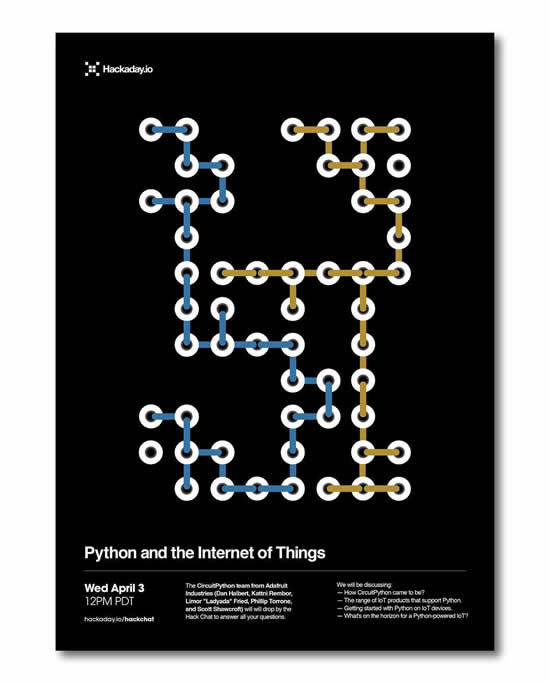 Hackaday.io
Python and the Internet of Things
Wed April 3
12PM PDT
hackaday.io/hackchat
The CircuitPython team from Adafruit
Industries (Dan Halbert, Kattni Rembor,
Limor "Ladyada" Fried, Phillip Torrone,
and Scott Shawcroft) will will drop by the
Hack Chat to answer all your questions.
We will be discussing:
— How CircuitPython came to be?
— The range of IoT products that support Python.
— Getting started with Python on IoT devices.
— What's on the horizon for a Python-powered IoT?